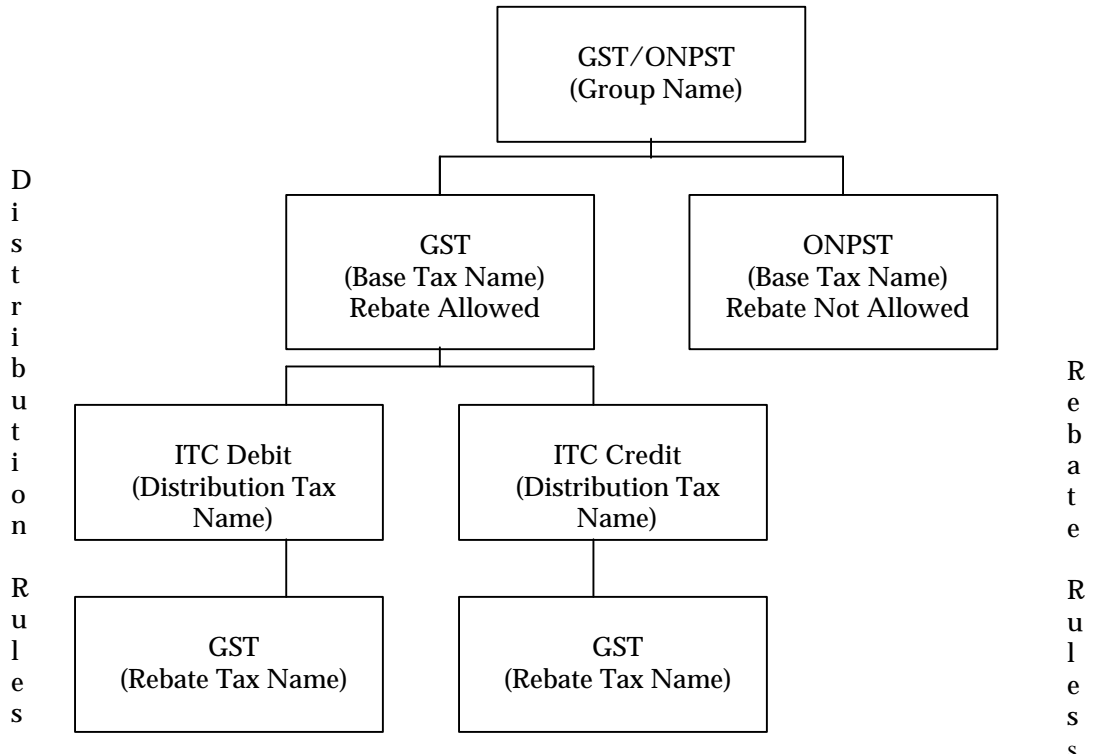 GST/ONPST
(Group Name)
GST
(Base Tax Name)
Rebate Allowed
ONPST
(Base Tax Name)
Rebate Not Allowed
ITC Debit
(Distribution Tax
Name)
ITC Credit
(Distribution Tax
Name)
GST
(Rebate Tax Name)
GST
(Rebate Tax Name)
D
i
s
t
r
i
b
u
t
i
o
n
R
u
l
e
s
R
e
b
a
t
e
R
u
l
e
s
s